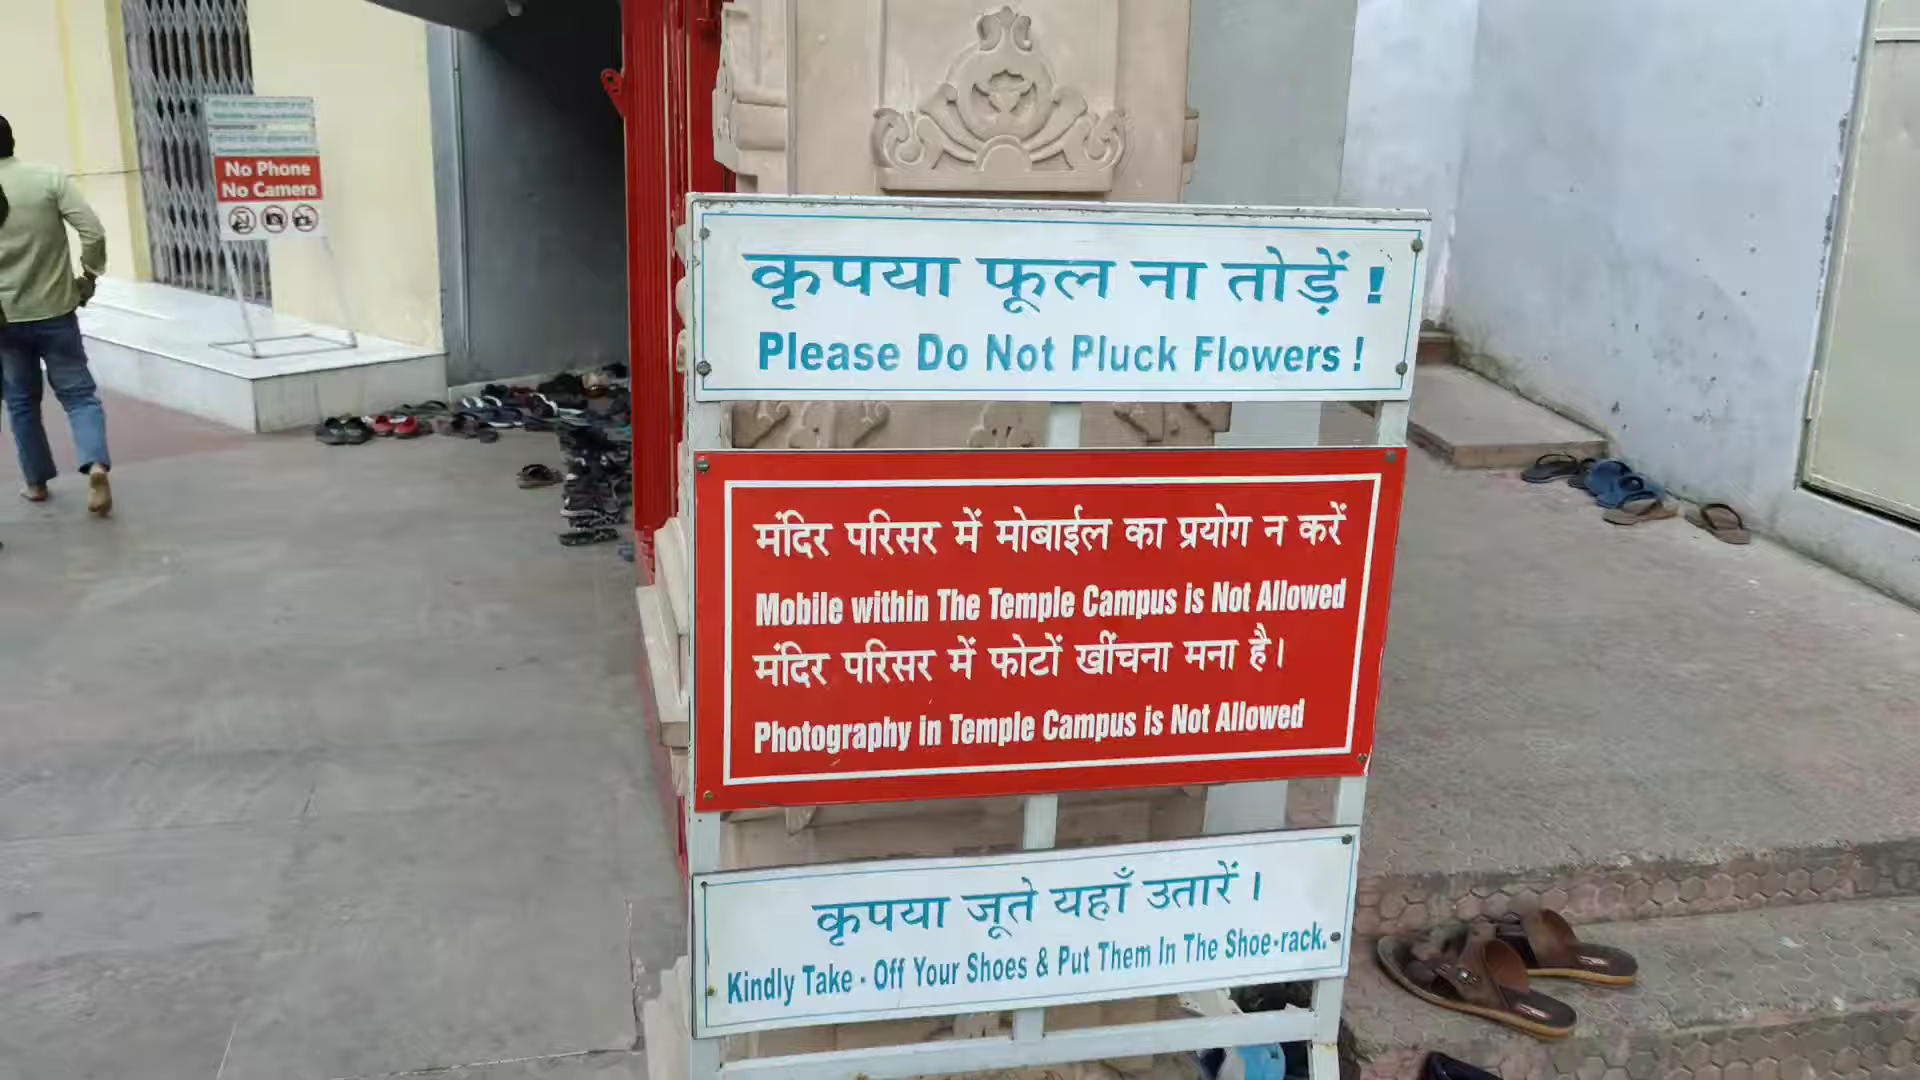 No Phone
No Camera
कृपया फूल ना तोड़ें !
Please Do Not Pluck Flowers !
मंदिर परिसर में मोबाईल का प्रयोग न करें
Mobile within The Temple Campus is Not Allowed
मंदिर परिसर में फोटों खींचना मना है।
Photography in Temple Campus is Not Allowed
कृपया जूते यहाँ उतारें ।
Kindly Take - Off Your Shoes & Put Them In The Shoe-rack.